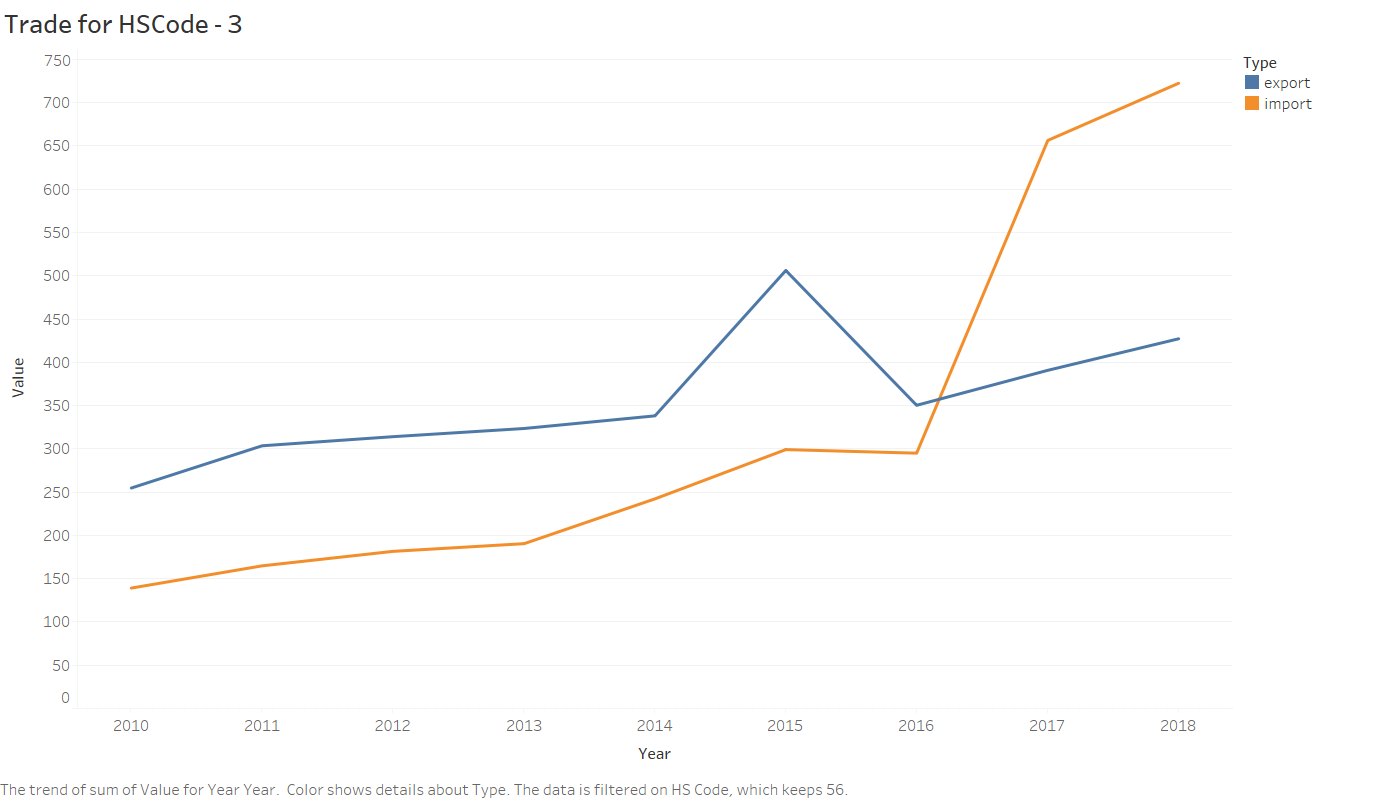 Trade for HSCode - 3
750
700
650
600
550
500
450
400
350
300
250
200
150
100
50
0
Value
2010 2011 2012 2013 2014 2015 2016 2017 2018
Year
Type
export
import
The trend of sum of Value for Year Year.  Color shows details about Type. The data is filtered on HS Code, which keeps 56.